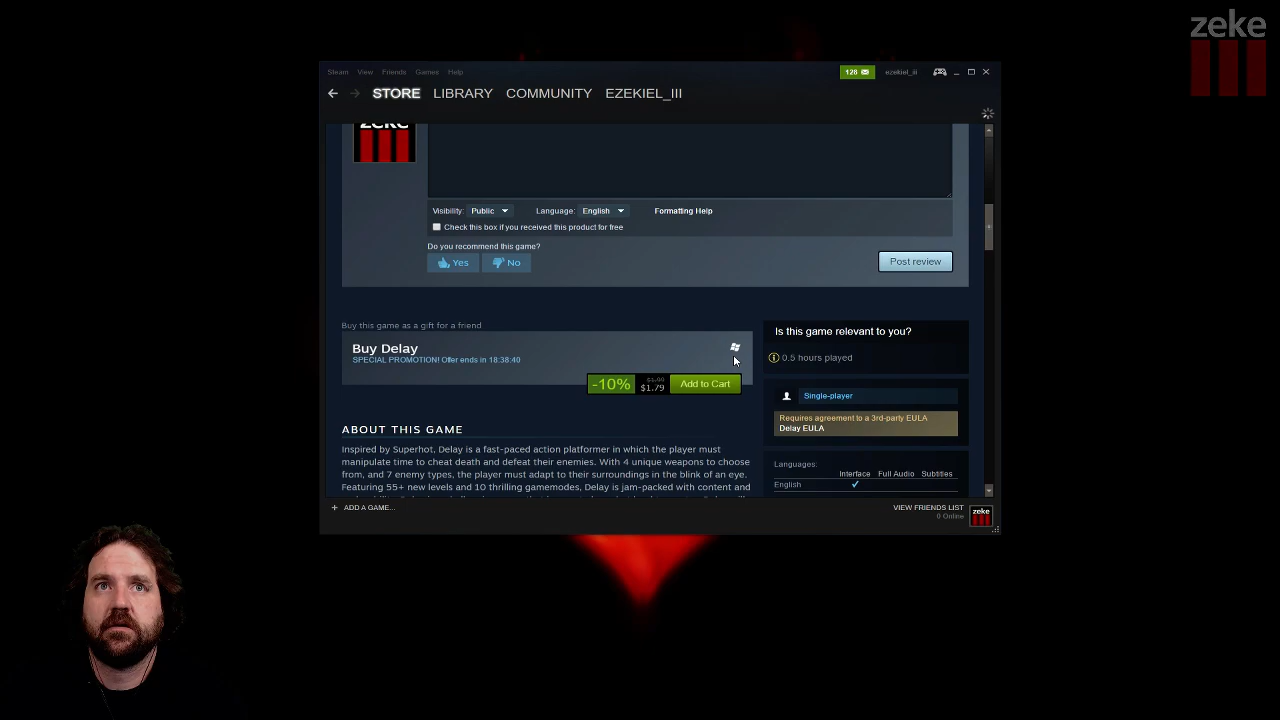 zeke
Steam View Friends Games Help
128
ezekiel_iii
STORE LIBRARY COMMUNITY EZEKIEL_III
zeke
Visibility: Public Language: English Formatting Help
Check this box if you received this product for free
Do you recommend this game?
Yes No
Post review
Buy this game as a gift for a friend
Buy Delay
SPECIAL PROMOTION! Offer ends in 18:38:40
-10% $1.99 $1.79 Add to Cart
Is this game relevant to you?
0.5 hours played
Single-player
Requires agreement to a 3rd-party EULA
Delay EULA
Languages:
Interface Full Audio Subtitles
English
ABOUT THIS GAME
Inspired by Superhot, Delay is a fast-paced action platformer in which the player must
manipulate time to cheat death and defeat their enemies. With 4 unique weapons to choose
from, and 7 enemy types, the player must adapt to their surroundings in the blink of an eye.
Featuring 55+ new levels and 10 thrilling gamemodes, Delay is jam-packed with content and
+ ADD A GAME...
VIEW FRIENDS LIST
0 Online
zeke